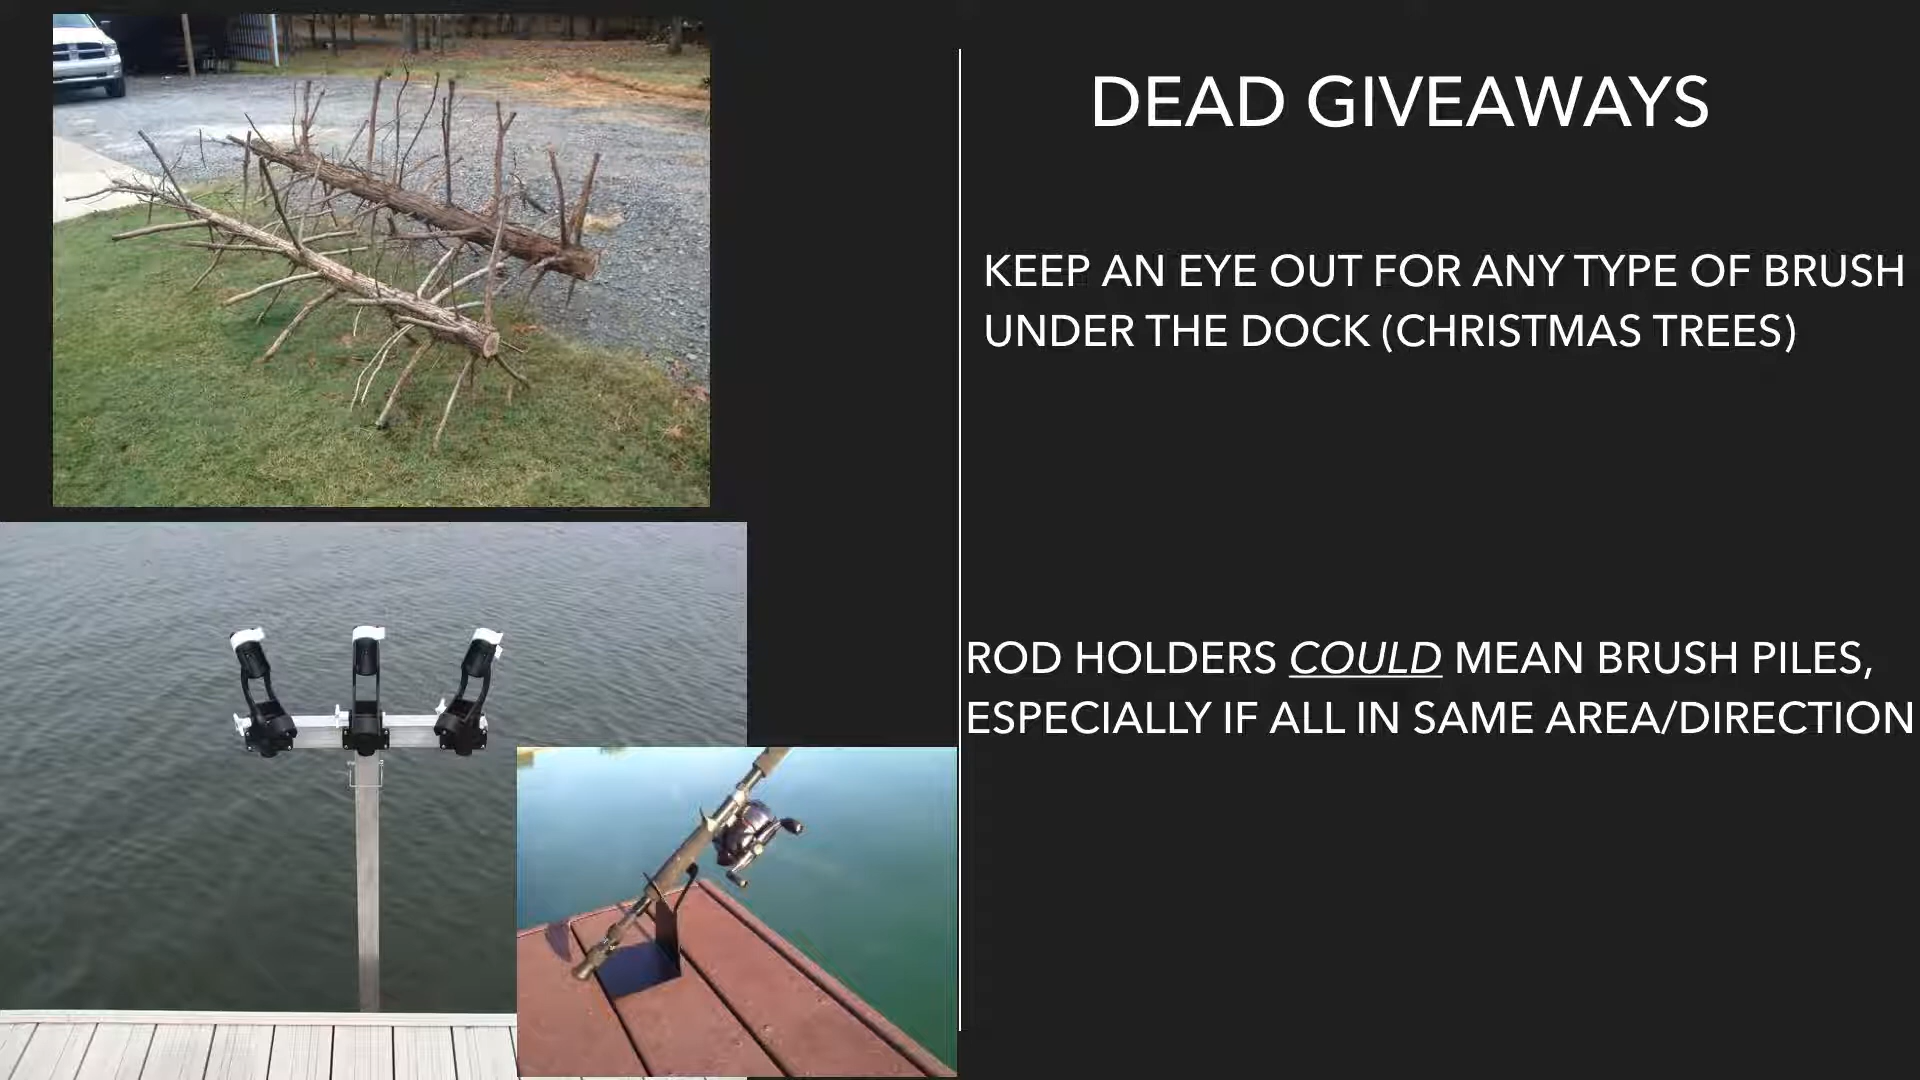 DEAD GIVEAWAYS
KEEP AN EYE OUT FOR ANY TYPE OF BRUSH
UNDER THE DOCK (CHRISTMAS TREES)
ROD HOLDERS COULD MEAN BRUSH PILES,
ESPECIALLY IF ALL IN SAME AREA/DIRECTION